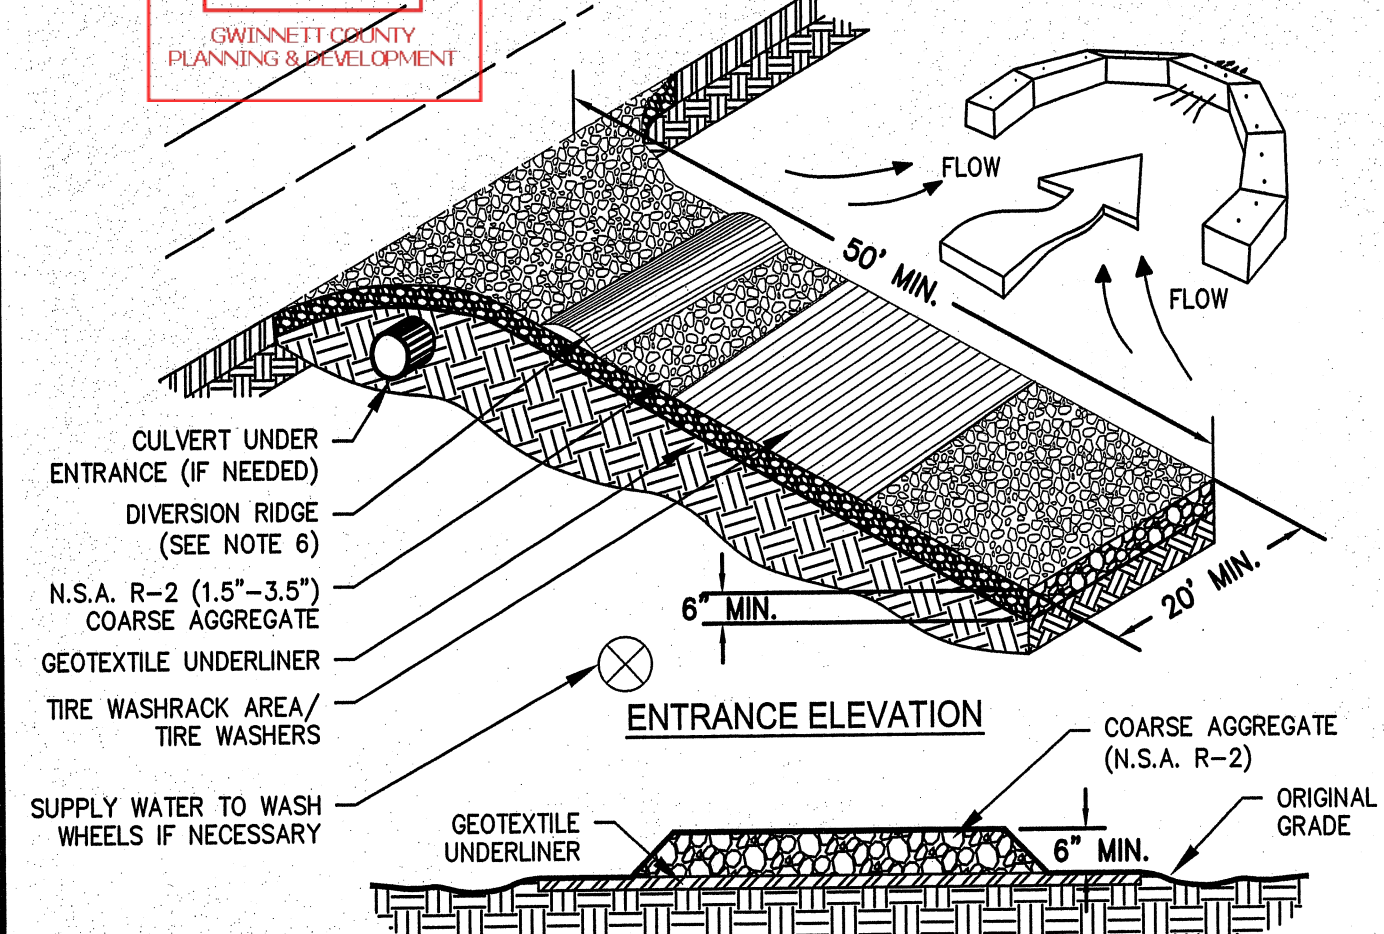 GWINNETT COUNTY
PLANNING & DEVELOPMENT
FLOW
50' MIN.
FLOW
CULVERT UNDER
ENTRANCE (IF NEEDED)
DIVERSION RIDGE
(SEE NOTE 6)
N.S.A. R-2 (1.5"-3.5")
COARSE AGGREGATE
GEOTEXTILE UNDERLINER
TIRE WASHRACK AREA/
TIRE WASHERS
SUPPLY WATER TO WASH
WHEELS IF NECESSARY
6" MIN.
20' MIN.
ENTRANCE ELEVATION
COARSE AGGREGATE
(N.S.A. R-2)
GEOTEXTILE
UNDERLINER
6" MIN.
ORIGINAL
GRADE